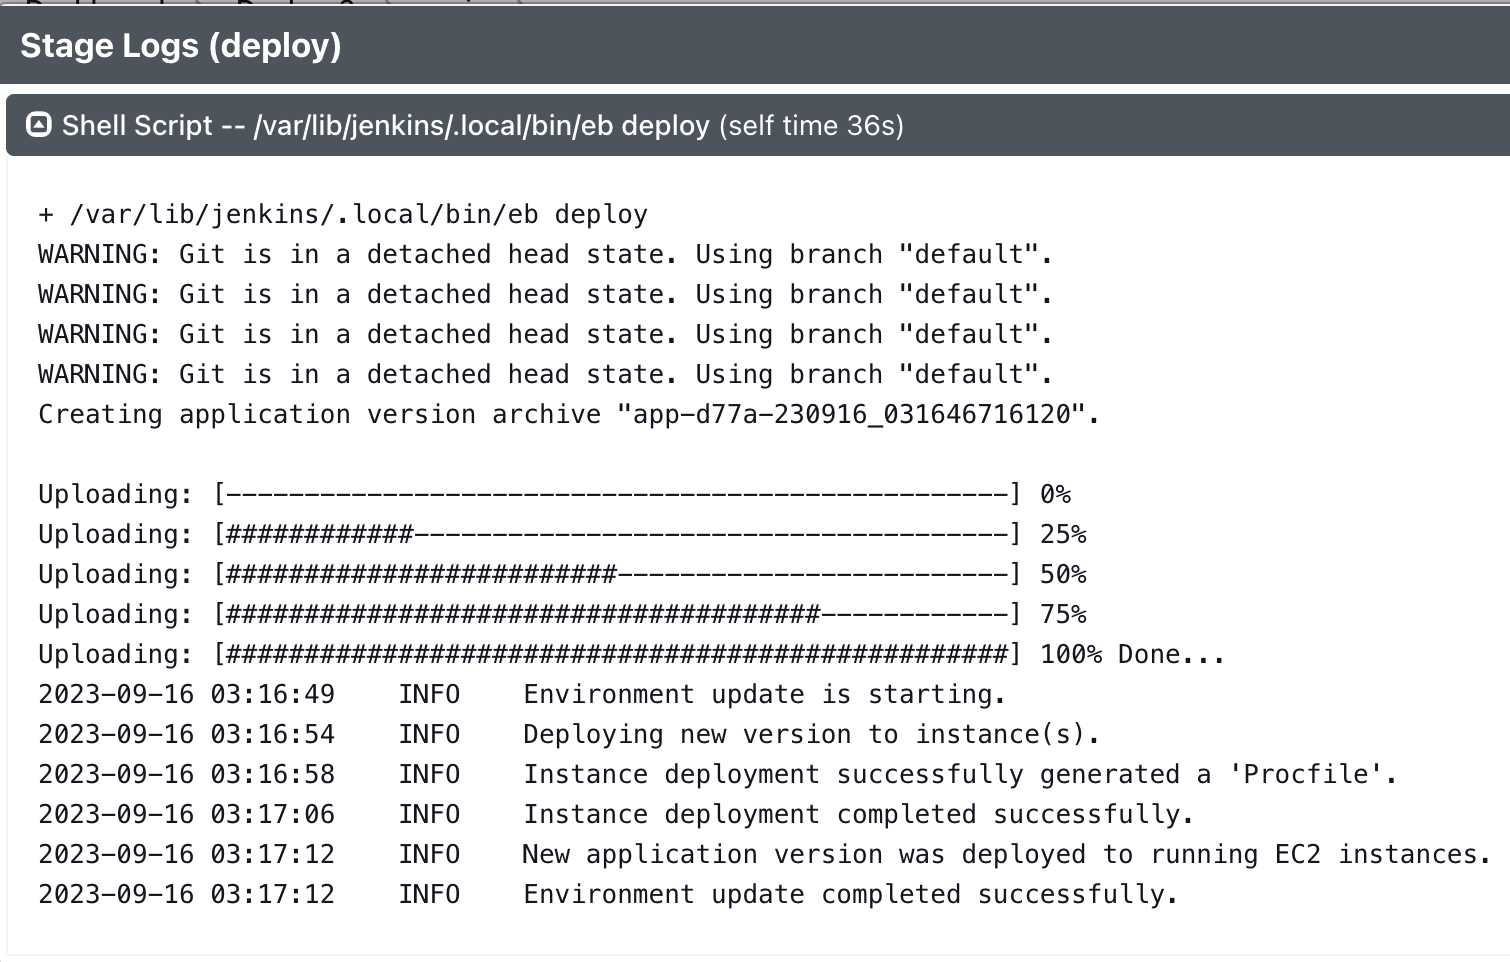 Stage Logs (deploy)
Shell Script -- /var/lib/jenkins/.local/bin/eb deploy (self time 36s)
+ /var/lib/jenkins/.local/bin/eb deploy
WARNING: Git is in a detached head state. Using branch "default".
WARNING: Git is in a detached head state. Using branch "default".
WARNING: Git is in a detached head state. Using branch "default".
WARNING: Git is in a detached head state. Using branch "default".
Creating application version archive "app-d77a-230916_031646716120".
Uploading: [--------------------------------------------------] 0%
Uploading: [############--------------------------------------] 25%
Uploading: [#########################-------------------------] 50%
Uploading: [######################################------------] 75%
Uploading: [##################################################] 100% Done...
2023-09-16 03:16:49    INFO    Environment update is starting.
2023-09-16 03:16:54    INFO    Deploying new version to instance(s).
2023-09-16 03:16:58    INFO    Instance deployment successfully generated a 'Procfile'.
2023-09-16 03:17:06    INFO    Instance deployment completed successfully.
2023-09-16 03:17:12    INFO    New application version was deployed to running EC2 instances.
2023-09-16 03:17:12    INFO    Environment update completed successfully.